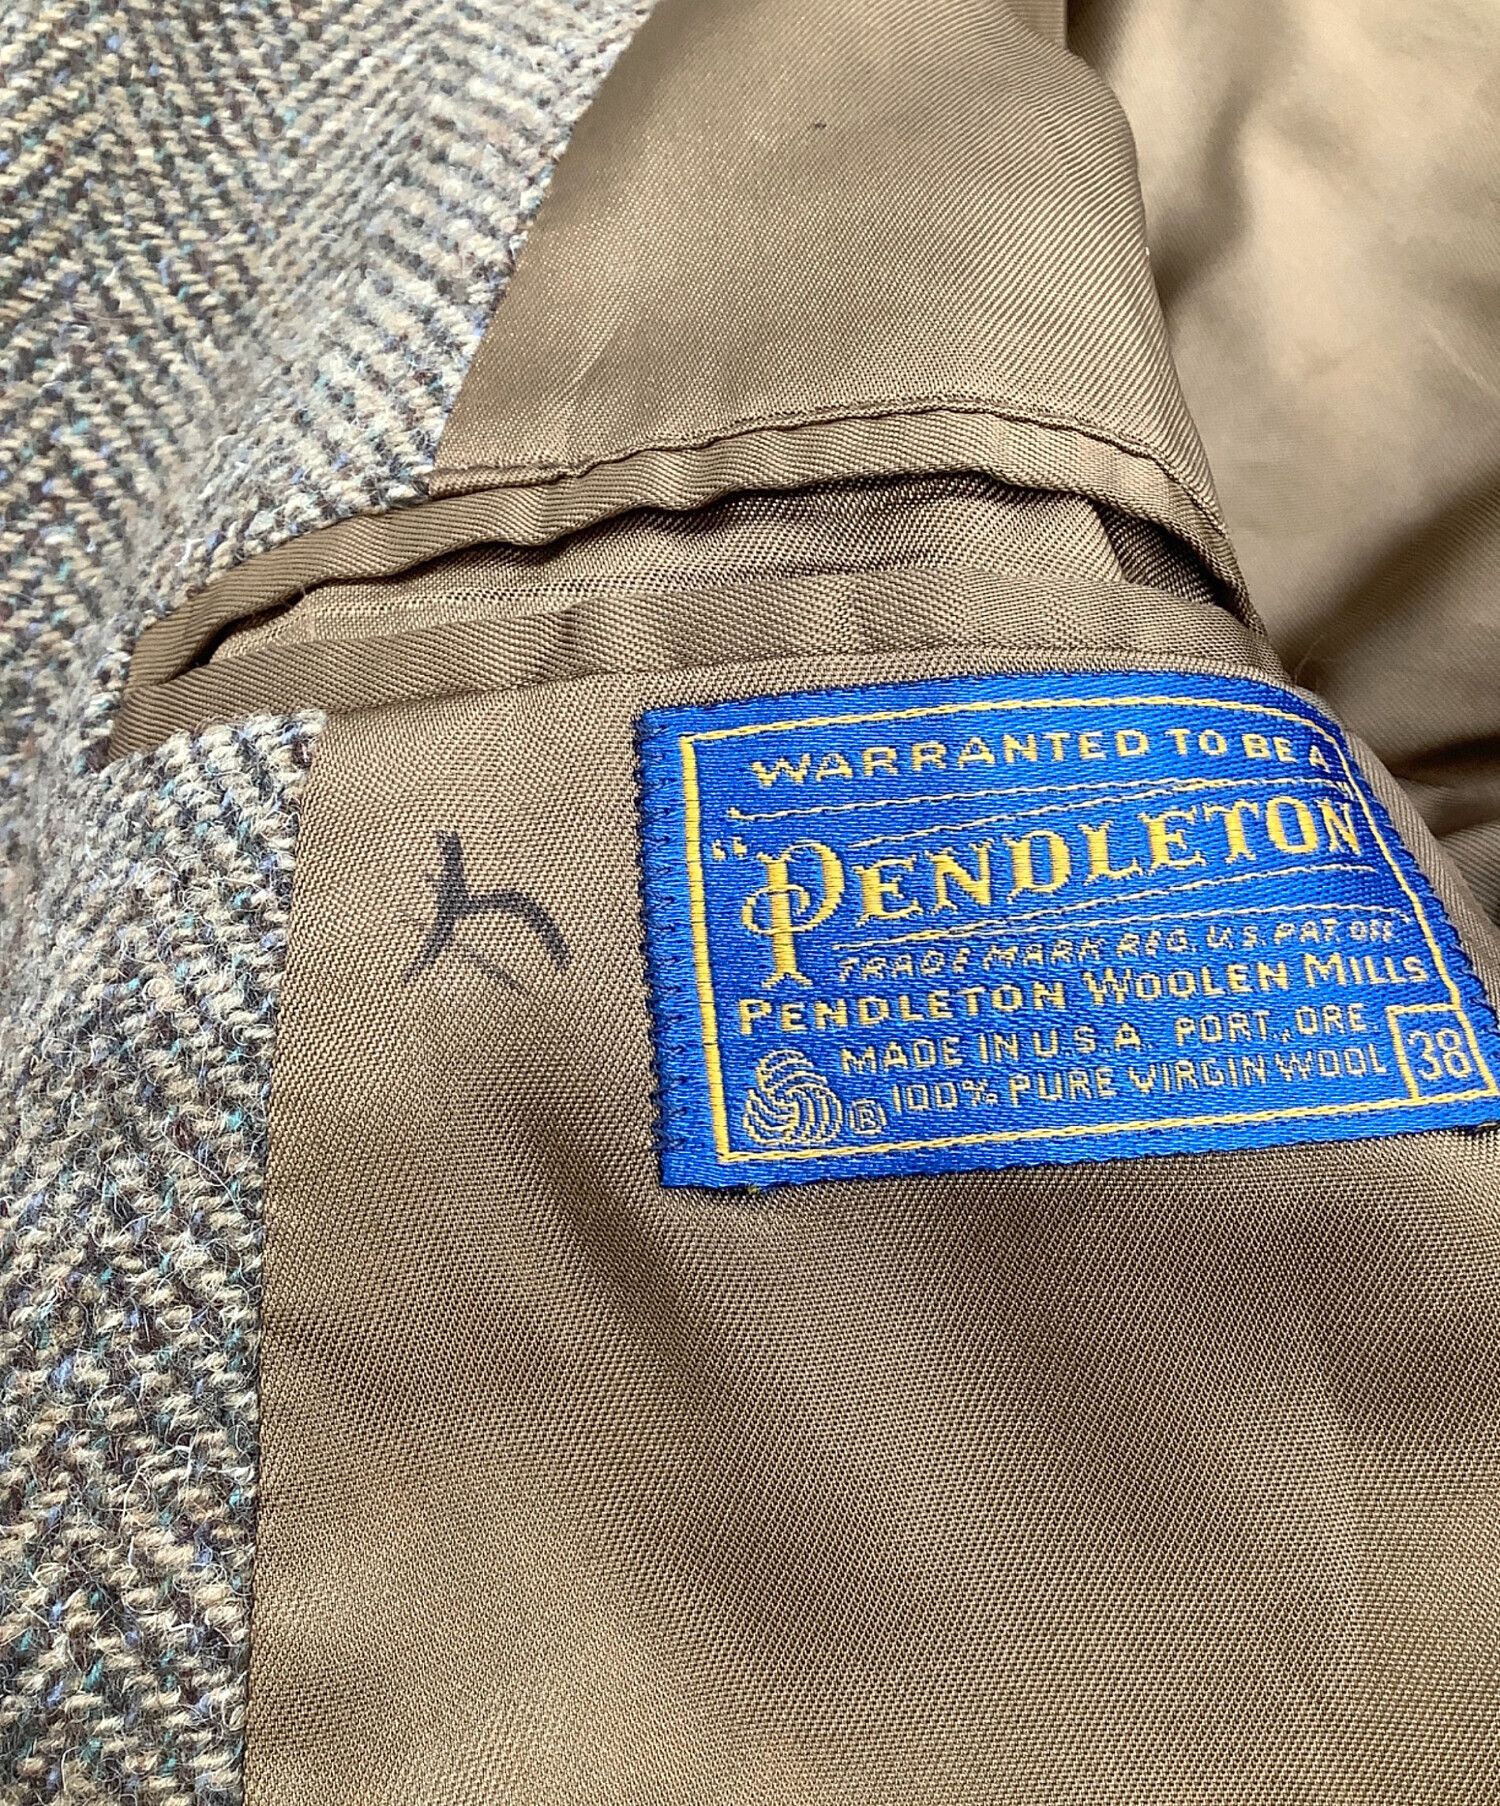 WARRANTED TO BE A
"PENDLETON
TRADE MARK REG. U.S. PAT. OFF.
PENDLETON WOOLEN MILLS
MADE IN U.S.A. PORT., ORE.
® 100% PURE VIRGIN WOOL
38